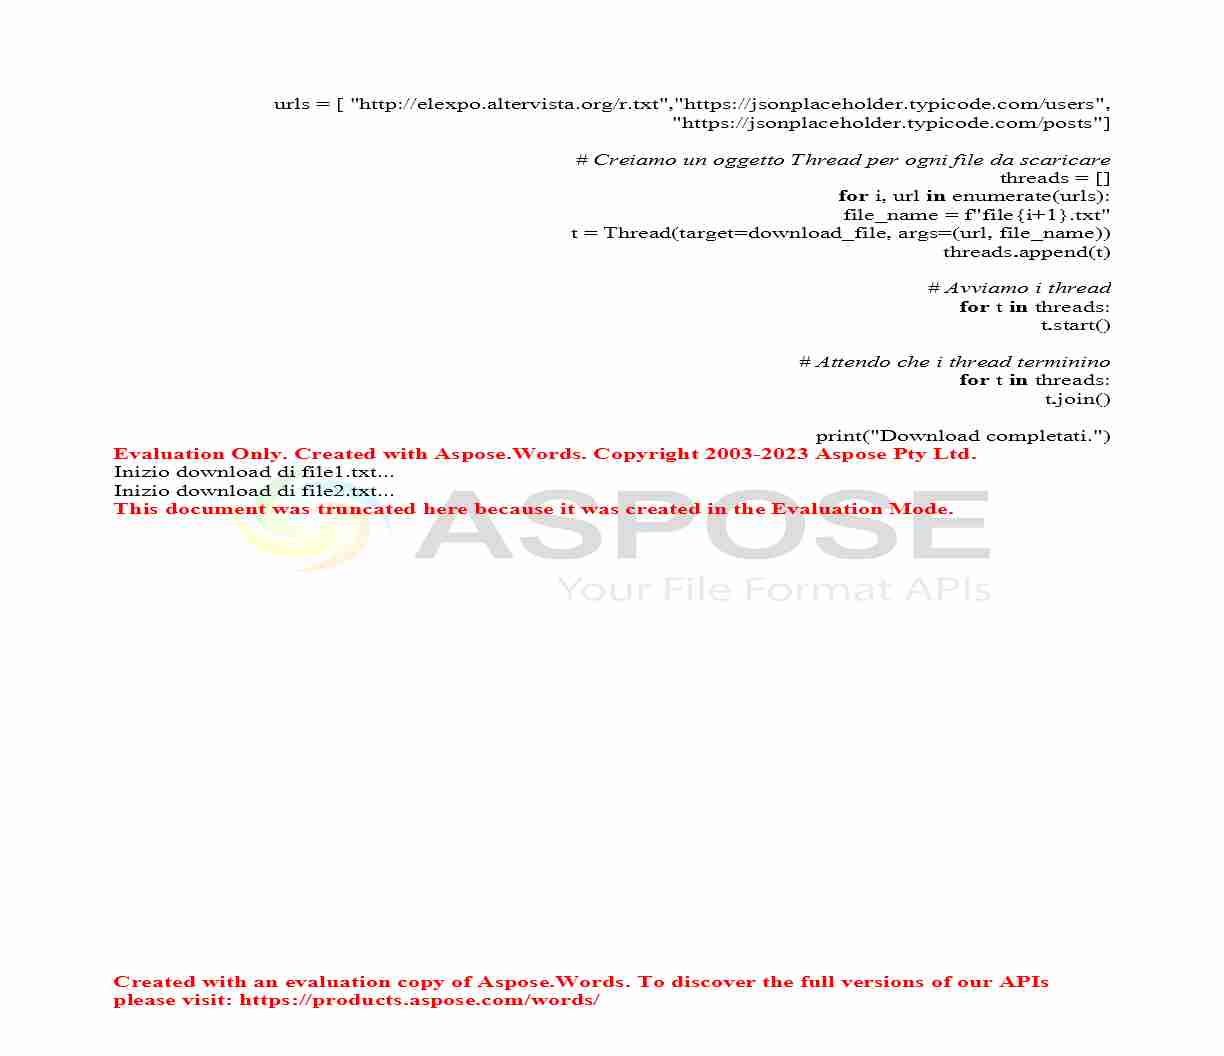 urls = [ "http://elexpo.altervista.org/r.txt","https://jsonplaceholder.typicode.com/users",
"https://jsonplaceholder.typicode.com/posts"]
# Creiamo un oggetto Thread per ogni file da scaricare
threads = []
for i, url in enumerate(urls):
file_name = f"file{i+1}.txt"
t = Thread(target=download_file, args=(url, file_name))
threads.append(t)
# Avviamo i thread
for t in threads:
t.start()
# Attendo che i thread terminino
for t in threads:
t.join()
print("Download completati.")
Evaluation Only. Created with Aspose.Words. Copyright 2003-2023 Aspose Pty Ltd.
Inizio download di file1.txt...
Inizio download di file2.txt...
This document was truncated here because it was created in the Evaluation Mode.
ASPOSE
Your File Format APIs
Created with an evaluation copy of Aspose.Words. To discover the full versions of our APIs
please visit: https://products.aspose.com/words/